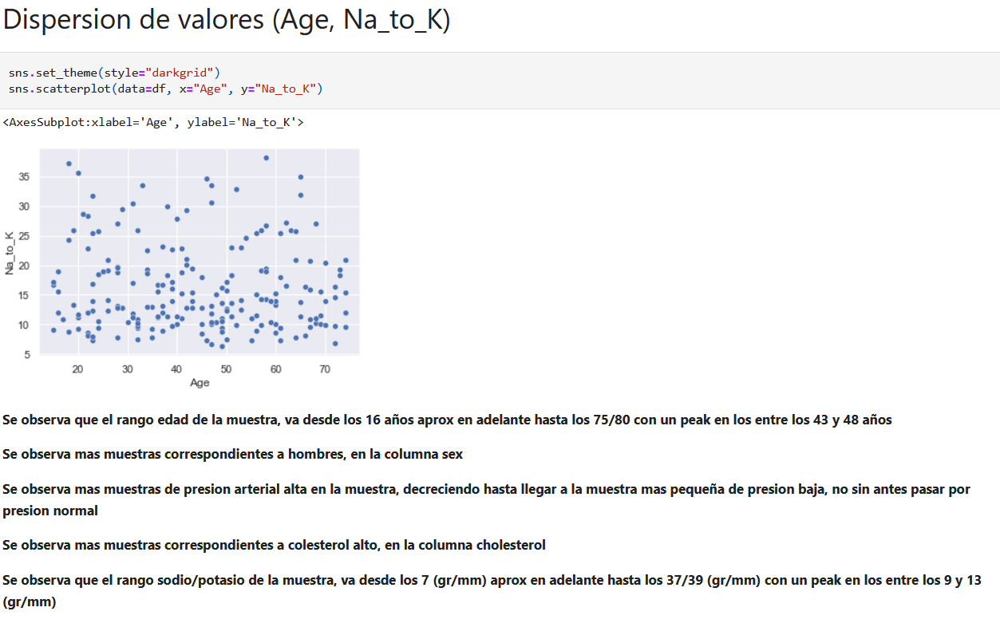 Dispersion de valores (Age, Na_to_K)
sns.set_theme(style="darkgrid")
sns.scatterplot(data=df, x="Age", y="Na_to_K")
<AxesSubplot:xlabel='Age', ylabel='Na_to_K'>
35
30
25
20
15
10
5
Na_to_K
20 30 40 50 60 70
Age
Se observa que el rango edad de la muestra, va desde los 16 años aprox en adelante hasta los 75/80 con un peak en los entre los 43 y 48 años
Se observa mas muestras correspondientes a hombres, en la columna sex
Se observa mas muestras de presion arterial alta en la muestra, decreciendo hasta llegar a la muestra mas pequeña de presion baja, no sin antes pasar por
presion normal
Se observa mas muestras correspondientes a colesterol alto, en la columna cholesterol
Se observa que el rango sodio/potasio de la muestra, va desde los 7 (gr/mm) aprox en adelante hasta los 37/39 (gr/mm) con un peak en los entre los 9 y 13
(gr/mm)